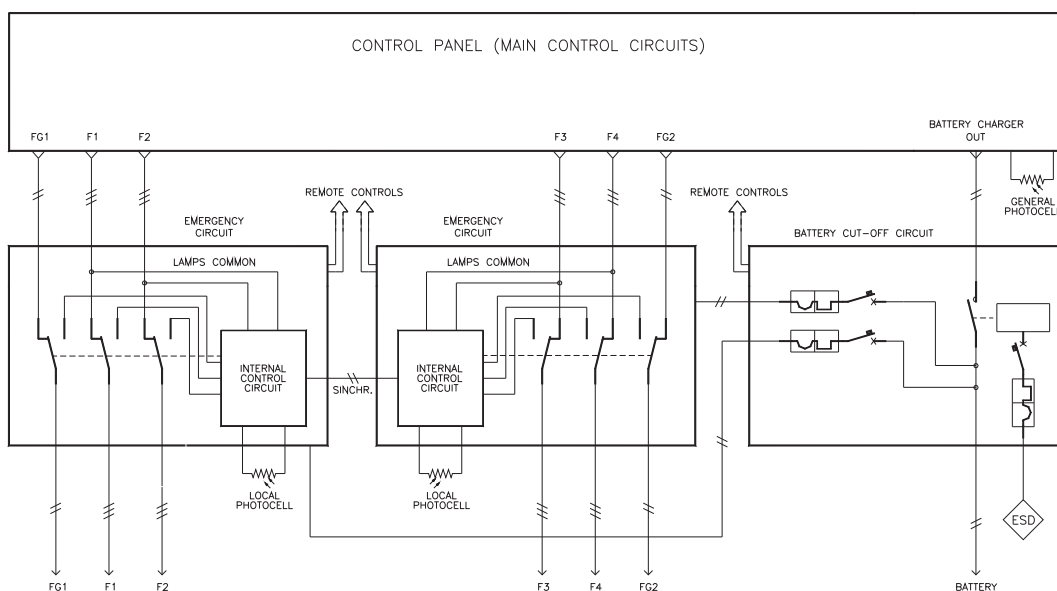 CONTROL PANEL (MAIN CONTROL CIRCUITS)
FG1
F1
F2
F3
F4
FG2
BATTERY CHARGER
OUT
GENERAL
PHOTOCELL
REMOTE CONTROLS
REMOTE CONTROLS
EMERGENCY
CIRCUIT
EMERGENCY
CIRCUIT
BATTERY CUT-OFF CIRCUIT
LAMPS COMMON
LAMPS COMMON
INTERNAL
CONTROL
CIRCUIT
SINCHR.
INTERNAL
CONTROL
CIRCUIT
LOCAL
PHOTOCELL
LOCAL
PHOTOCELL
ESD
FG1
F1
F2
F3
F4
FG2
BATTERY